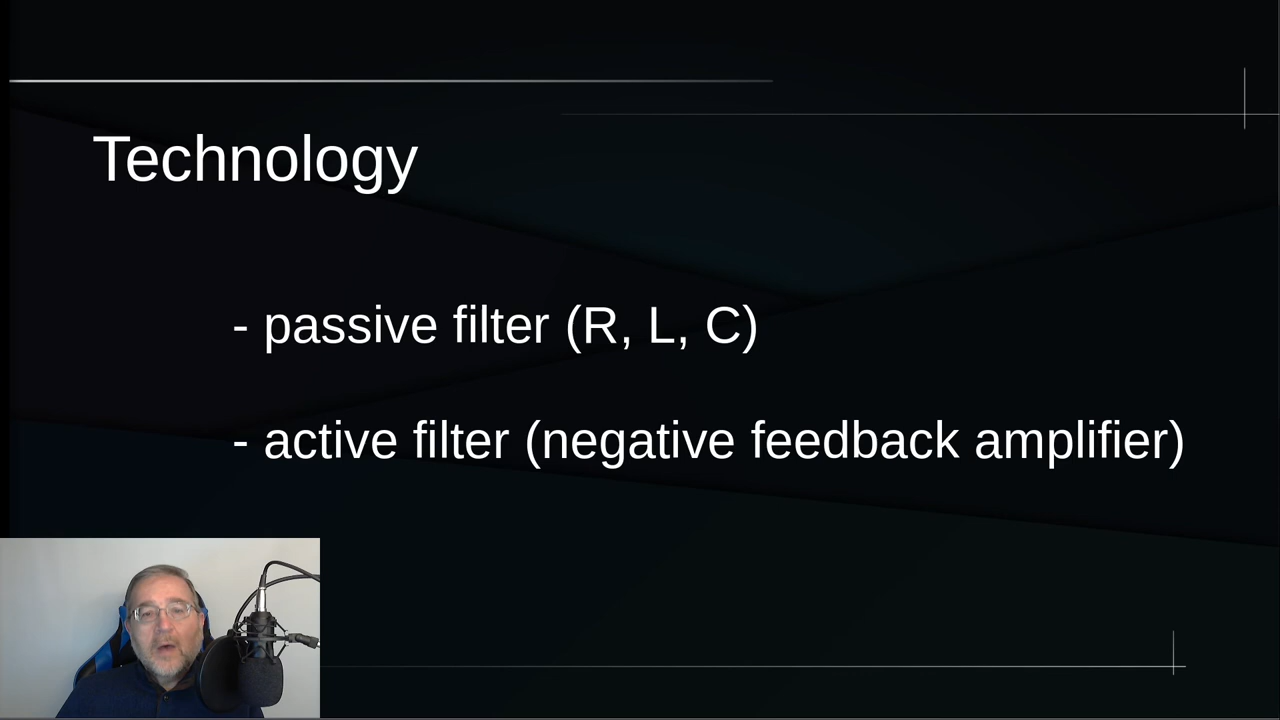 Technology
- passive filter (R, L, C)
- active filter (negative feedback amplifier)